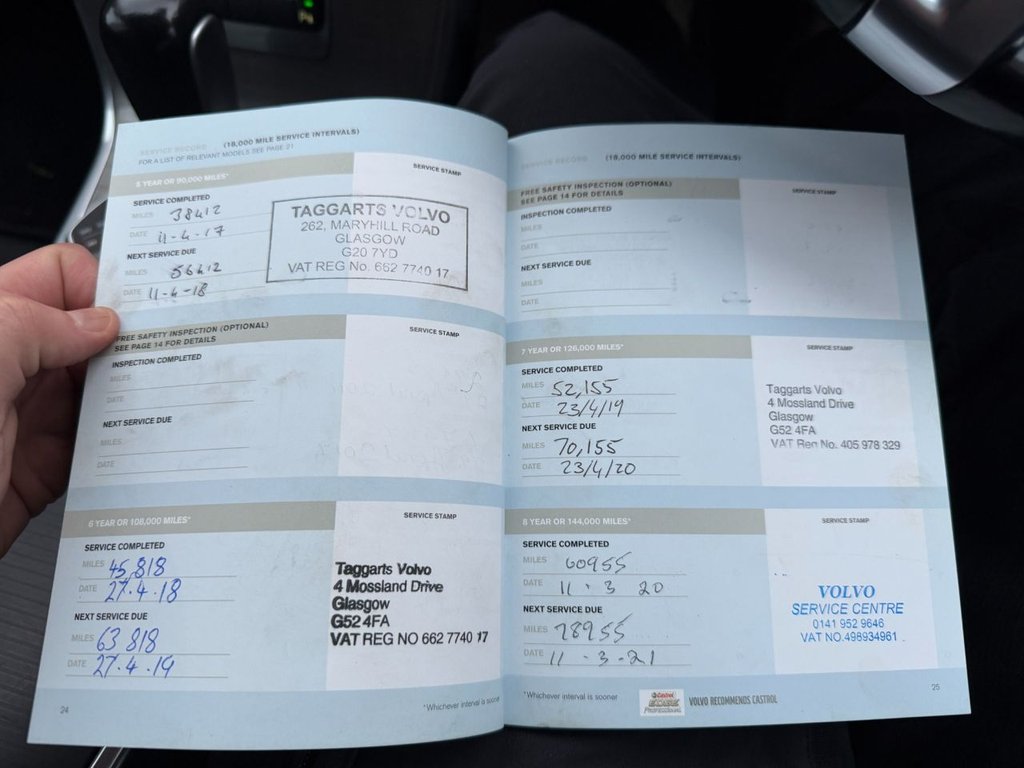 SERVICE RECORD (18,000 MILE SERVICE INTERVALS)
FOR A LIST OF RELEVANT MODELS SEE PAGE 21
5 YEAR OR 90,000 MILES*
SERVICE STAMP
SERVICE COMPLETED
MILES 38412
DATE 11-4-17
NEXT SERVICE DUE
MILES 56412
DATE 11-4-18
TAGGARTS VOLVO
262, MARYHILL ROAD
GLASGOW
G20 7YD
VAT REG No. 662 7740 17
FREE SAFETY INSPECTION (OPTIONAL)
SEE PAGE 14 FOR DETAILS
SERVICE STAMP
INSPECTION COMPLETED
MILES
DATE
NEXT SERVICE DUE
MILES
DATE
6 YEAR OR 108,000 MILES*
SERVICE STAMP
SERVICE COMPLETED
MILES 45,818
DATE 27.4.18
NEXT SERVICE DUE
MILES 63 818
DATE 27.4.19
Taggarts Volvo
4 Mossland Drive
Glasgow
G52 4FA
VAT REG NO 662 7740 17
24
*Whichever interval is sooner
SERVICE RECORD (18,000 MILE SERVICE INTERVALS)
FREE SAFETY INSPECTION (OPTIONAL)
SEE PAGE 14 FOR DETAILS
SERVICE STAMP
INSPECTION COMPLETED
MILES
DATE
NEXT SERVICE DUE
MILES
DATE
7 YEAR OR 126,000 MILES*
SERVICE STAMP
SERVICE COMPLETED
MILES 52,155
DATE 23/4/19
NEXT SERVICE DUE
MILES 70,155
DATE 23/4/20
Taggarts Volvo
4 Mossland Drive
Glasgow
G52 4FA
VAT Reg No. 405 978 329
8 YEAR OR 144,000 MILES*
SERVICE STAMP
SERVICE COMPLETED
MILES 60955
DATE 11 . 3 20
NEXT SERVICE DUE
MILES 78955
DATE 11 - 3 - 21
VOLVO
SERVICE CENTRE
0141 952 9646
VAT NO.498934961
*Whichever interval is sooner
Castrol
EDGE
Professional
VOLVO RECOMMENDS CASTROL
25